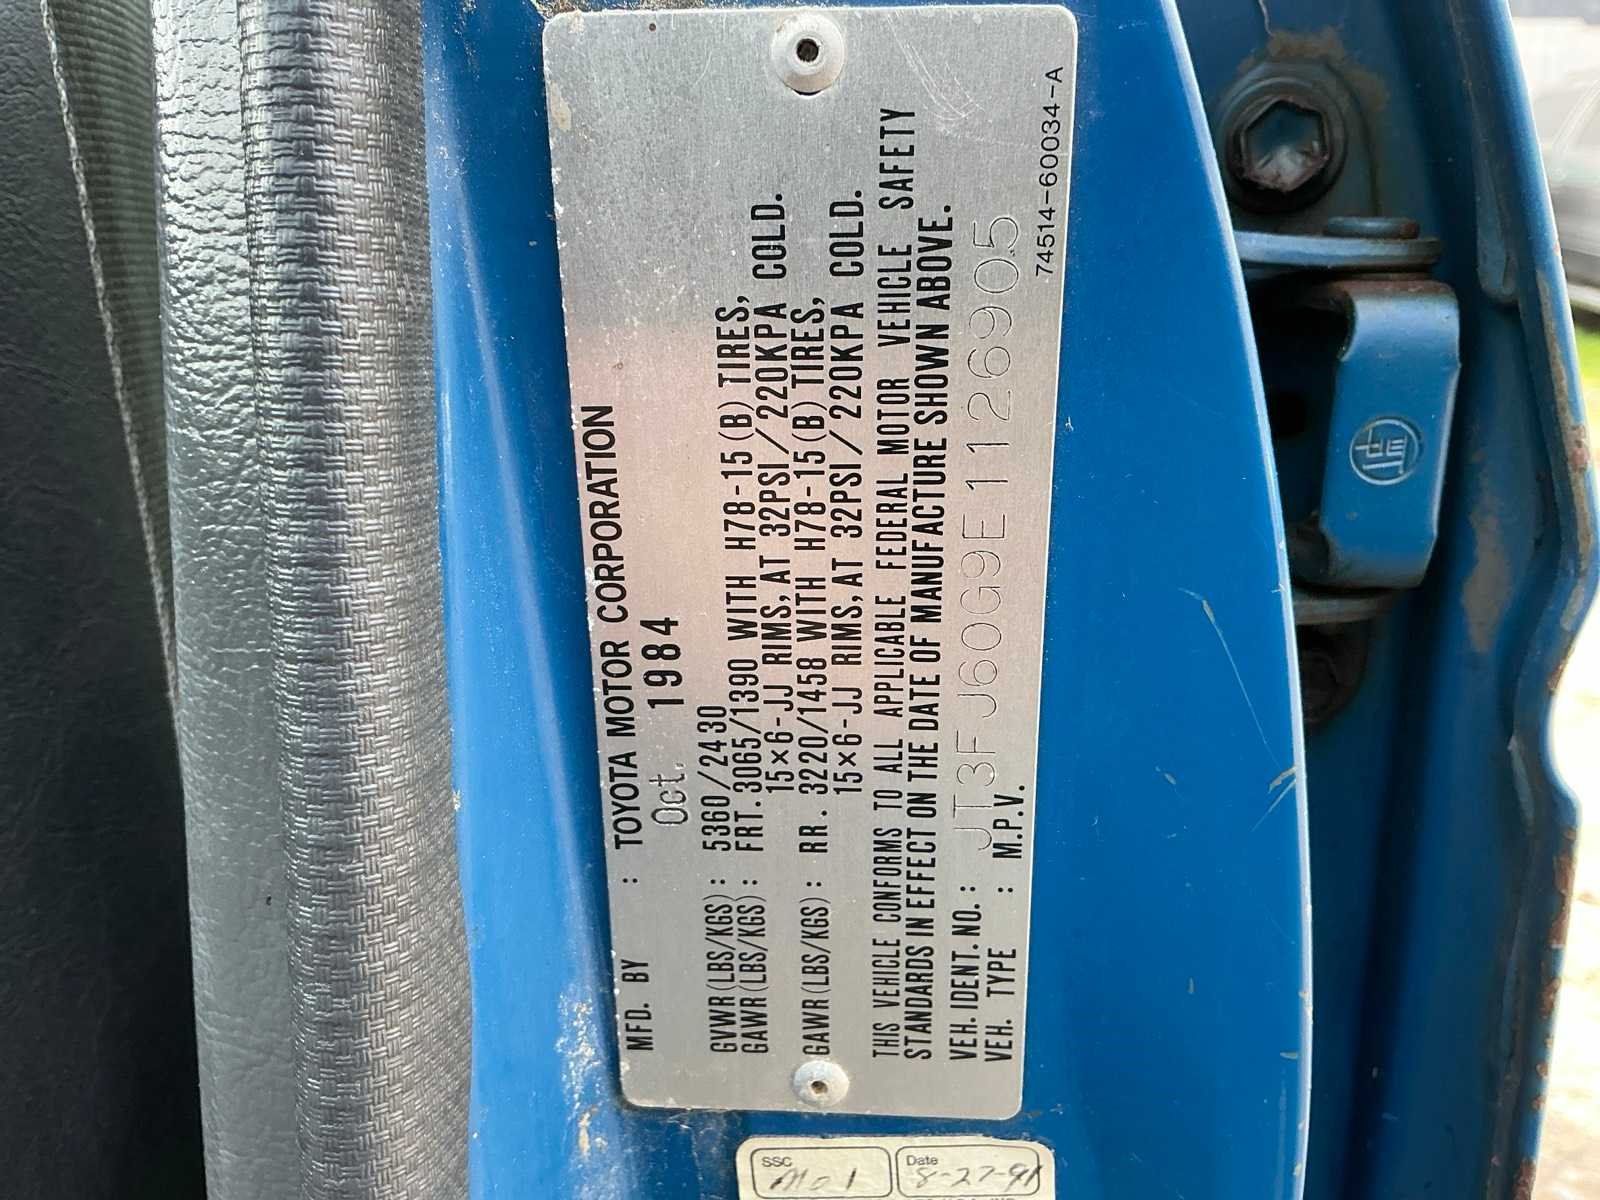 MFD. BY : TOYOTA MOTOR CORPORATION
Oct. 1984
GVWR(LBS/KGS): 5360/2430
GAWR(LBS/KGS): FRT.3065/1390 WITH H78-15(B) TIRES,
15×6-JJ RIMS,AT 32PSI/220KPA COLD.
GAWR(LBS/KGS): RR. 3220/1458 WITH H78-15(B) TIRES,
15×6-JJ RIMS,AT 32PSI/220KPA COLD.
THIS VEHICLE CONFORMS TO ALL APPLICABLE FEDERAL MOTOR VEHICLE SAFETY
STANDARDS IN EFFECT ON THE DATE OF MANUFACTURE SHOWN ABOVE.
VEH.IDENT.NO.: JT3FJ60G9E1126905
VEH. TYPE : M.P.V.
74514-60034-A
SSC
Date
8-27-91